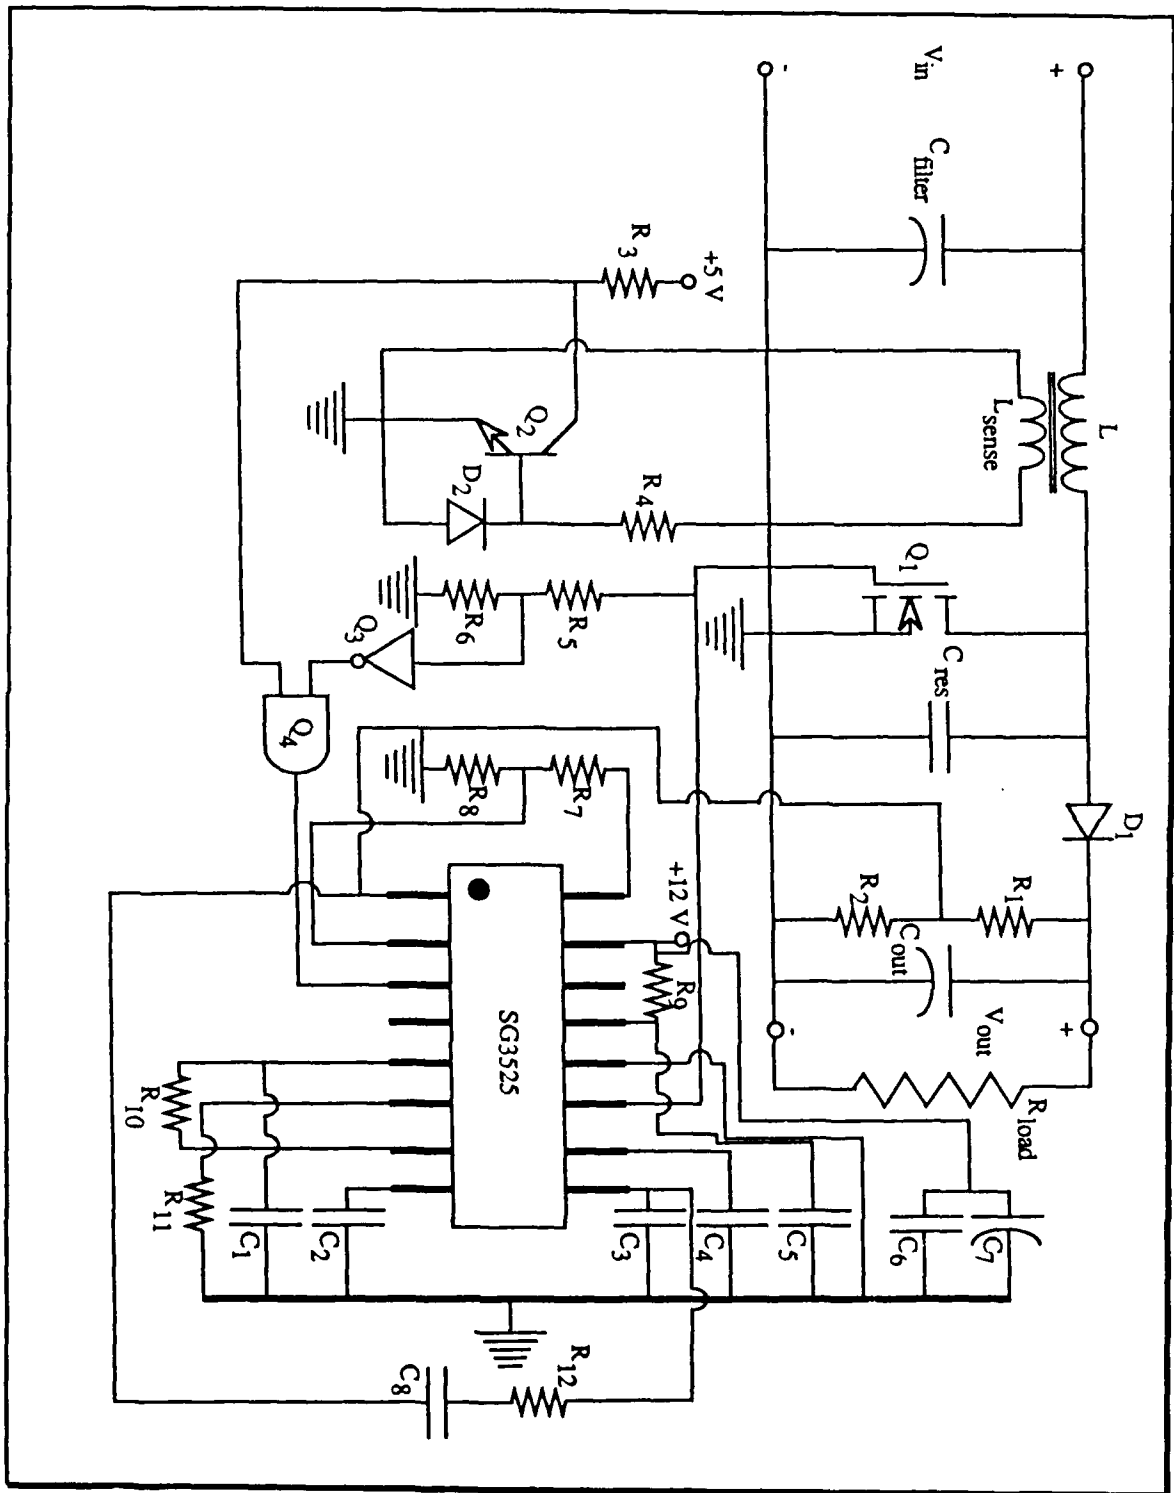 +
V_in
-
C_filter
L
L_sense
+5 V
R_3
Q_2
D_2
R_4
Q_1
C_res
R_5
R_6
Q_3
Q_4
D_1
R_1
R_2
C_out
+
V_out
-
R_load
R_7
R_8
+12 V
R_9
SG3525
R_10
R_11
C_1
C_2
C_3
C_4
C_5
C_6
C_7
R_12
C_8